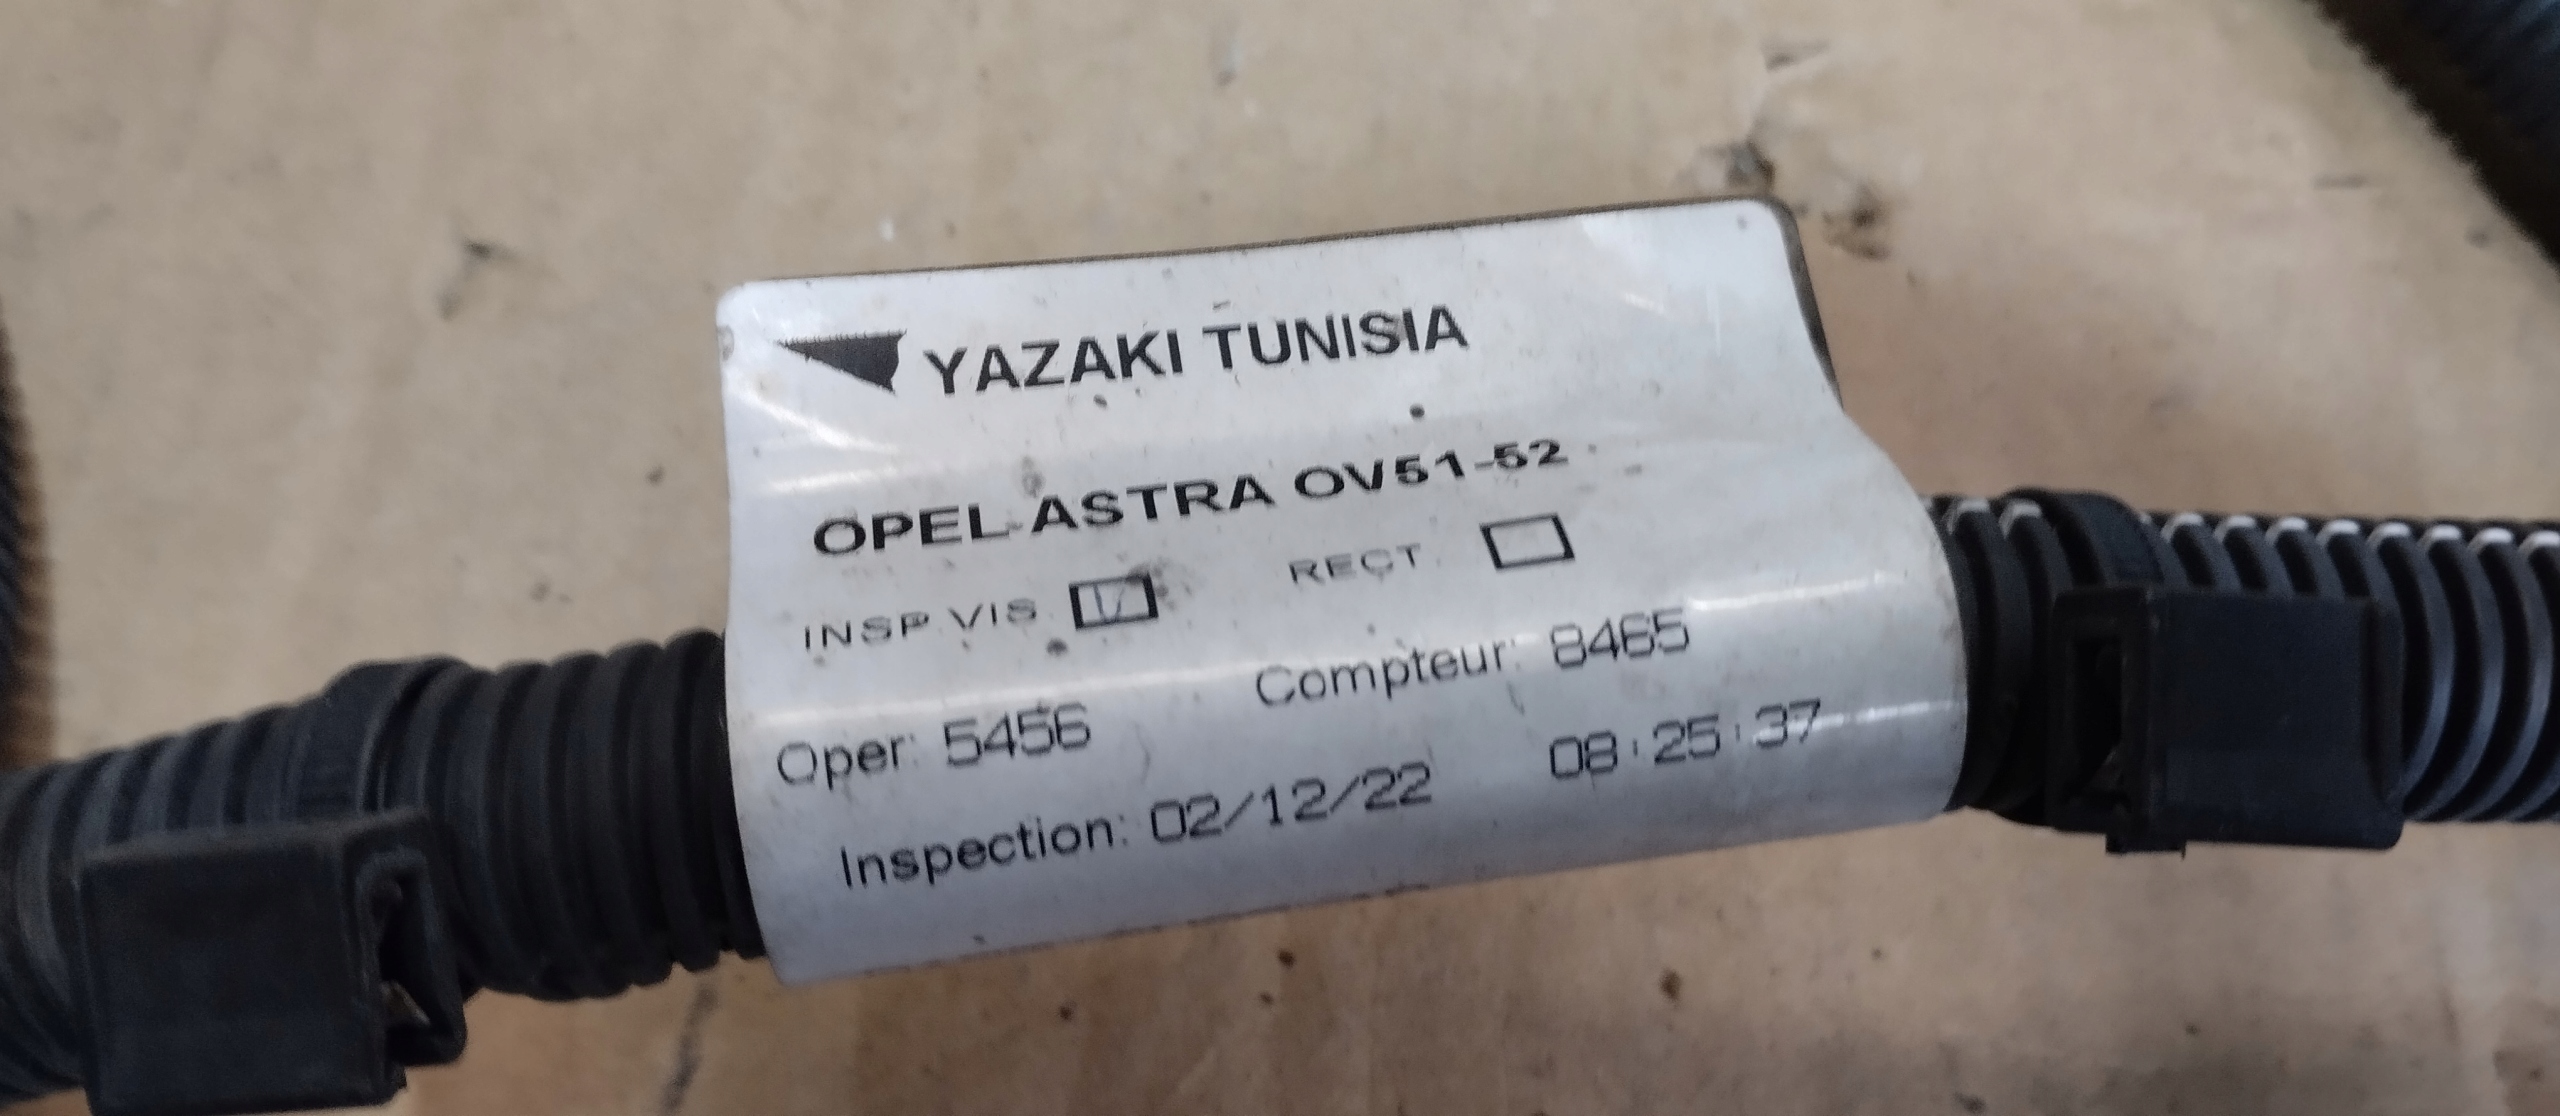 YAZAKI TUNISIA
OPEL ASTRA OV51-52
INSP VIS RECT
Oper: 5456 Compteur: 8465
Inspection: 02/12/22 08:25:37